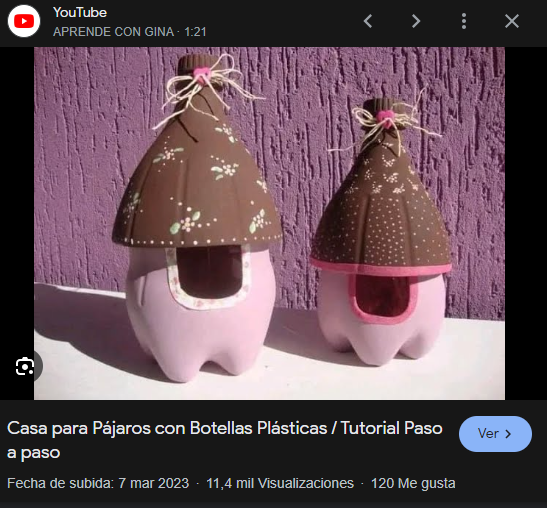 YouTube
APRENDE CON GINA · 1:21
Casa para Pájaros con Botellas Plásticas / Tutorial Paso
a paso
Ver
Fecha de subida: 7 mar 2023 · 11,4 mil Visualizaciones · 120 Me gusta